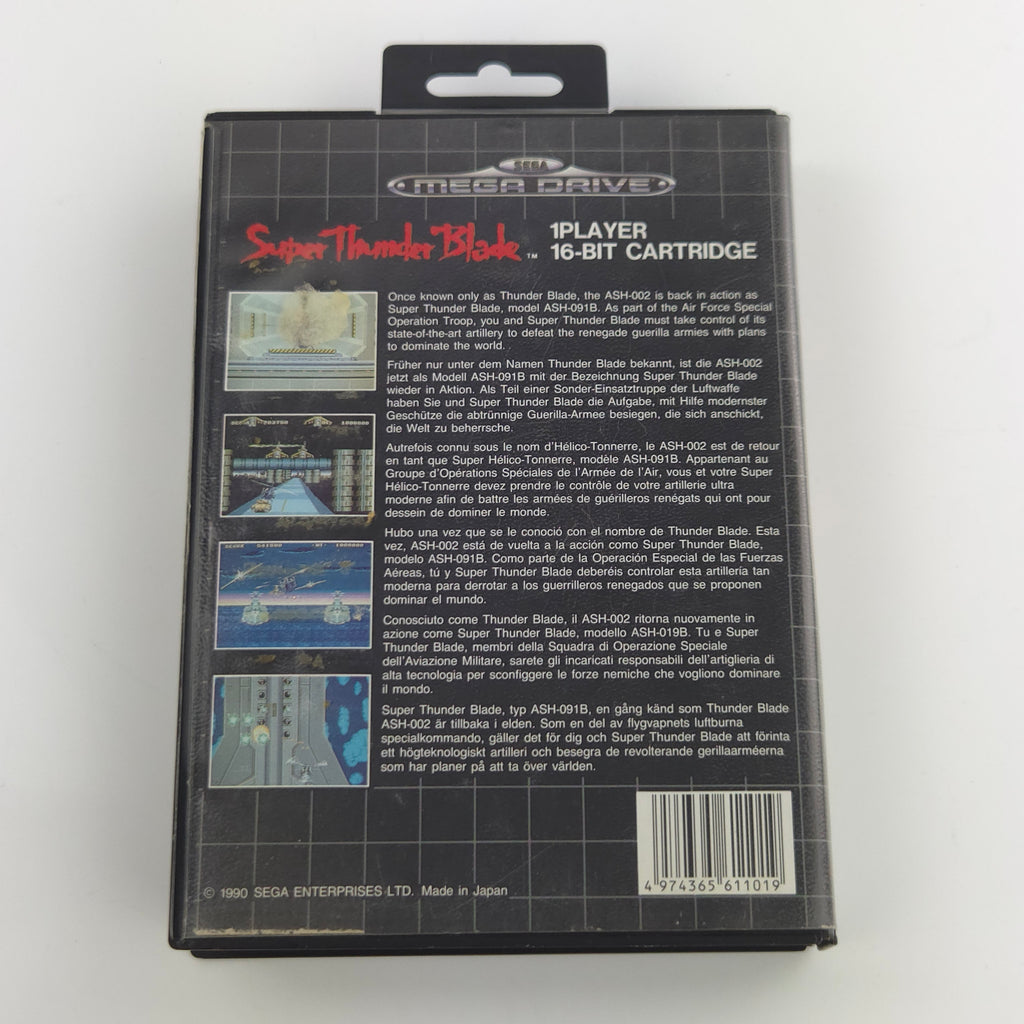 SEGA
MEGA DRIVE
Super Thunder Blade ™
1PLAYER
16-BIT CARTRIDGE
Once known only as Thunder Blade, the ASH-002 is back in action as
Super Thunder Blade, model ASH-091B. As part of the Air Force Special
Operation Troop, you and Super Thunder Blade must take control of its
state-of-the-art artillery to defeat the renegade guerilla armies with plans
to dominate the world.
Früher nur unter dem Namen Thunder Blade bekannt, ist die ASH-002
jetzt als Modell ASH-091B mit der Bezeichnung Super Thunder Blade
wieder in Aktion. Als Teil einer Sonder-Einsatztruppe der Luftwaffe
haben Sie und Super Thunder Blade die Aufgabe, mit Hilfe modernster
Geschütze die abtrünnige Guerilla-Armee besiegen, die sich anschickt,
die Welt zu beherrsche.
Autrefois connu sous le nom d'Hélico-Tonnerre, le ASH-002 est de retour
en tant que Super Hélico-Tonnerre, modèle ASH-091B. Appartenant au
Groupe d'Opérations Spéciales de l'Armée de l'Air, vous et votre Super
Hélico-Tonnerre devez prendre le contrôle de votre artillerie ultra
moderne afin de battre les armées de guérilleros renégats qui ont pour
dessein de dominer le monde.
Hubo una vez que se le conoció con el nombre de Thunder Blade. Esta
vez, ASH-002 está de vuelta a la acción como Super Thunder Blade,
modelo ASH-091B. Como parte de la Operación Especial de las Fuerzas
Aéreas, tú y Super Thunder Blade deberéis controlar esta artillería tan
moderna para derrotar a los guerrilleros renegados que se proponen
dominar el mundo.
Conosciuto come Thunder Blade, il ASH-002 ritorna nuovamente in
azione come Super Thunder Blade, modello ASH-019B. Tu e Super
Thunder Blade, membri della Squadra di Operazione Speciale
dell'Aviazione Militare, sarete gli incaricati responsabili dell'artiglieria di
alta tecnologia per sconfiggere le forze nemiche che vogliono dominare
il mondo.
Super Thunder Blade, typ ASH-091B, en gång känd som Thunder Blade
ASH-002 är tillbaka i elden. Som en del av flygvapnets luftburna
specialkommando, gäller det för dig och Super Thunder Blade att förinta
ett högteknologiskt artilleri och besegra de revolterande gerillaarméerna
som har planer på att ta över världen.
4 974365 611019
© 1990 SEGA ENTERPRISES LTD. Made in Japan